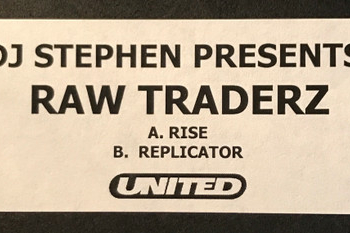 DJ STEPHEN PRESENTS
RAW TRADERZ
A. RISE
B. REPLICATOR
UNITED